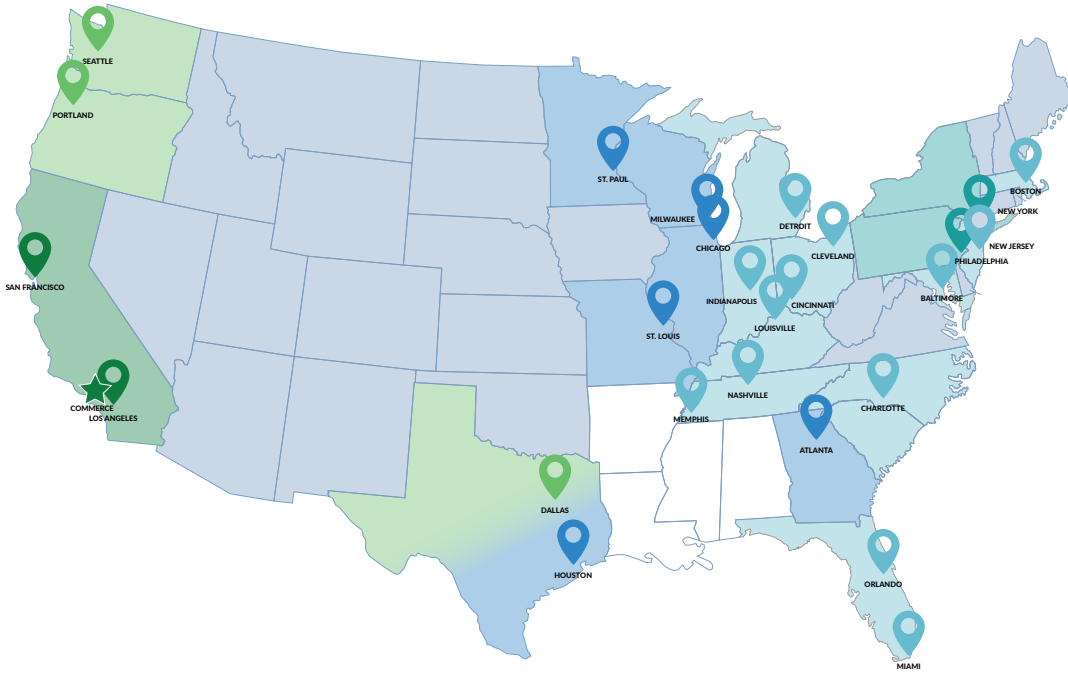 SEATTLE
PORTLAND
ST. PAUL
BOSTON
MILWAUKEE
NEW YORK
DETROIT
CHICAGO
NEW JERSEY
CLEVELAND
PHILADELPHIA
SAN FRANCISCO
BALTIMORE
INDIANAPOLIS
CINCINNATI
LOUISVILLE
ST. LOUIS
NASHVILLE
COMMERCE
CHARLOTTE
LOS ANGELES
MEMPHIS
ATLANTA
DALLAS
HOUSTON
ORLANDO
MIAMI